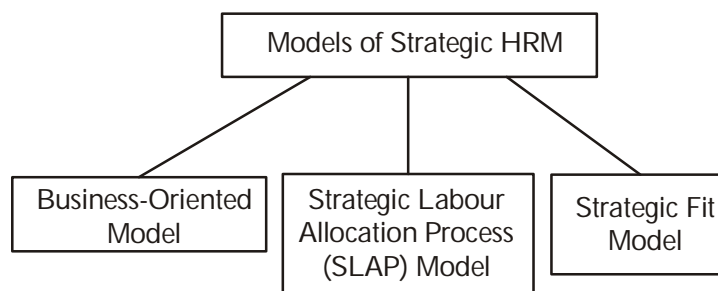 Models of Strategic HRM
Business-Oriented
Model
Strategic Labour
Allocation Process
(SLAP) Model
Strategic Fit
Model